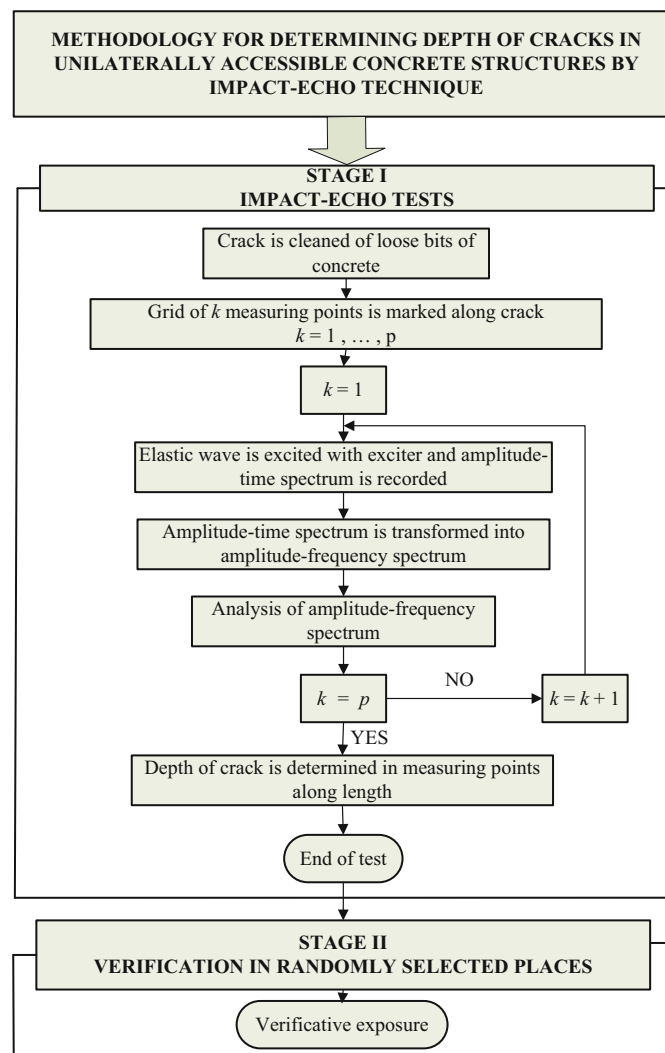 METHODOLOGY FOR DETERMINING DEPTH OF CRACKS IN
UNILATERALLY ACCESSIBLE CONCRETE STRUCTURES BY
IMPACT-ECHO TECHNIQUE
STAGE I
IMPACT-ECHO TESTS
Crack is cleaned of loose bits of
concrete
Grid of k measuring points is marked along crack
k = 1 , … , p
k = 1
Elastic wave is excited with exciter and amplitude-
time spectrum is recorded
Amplitude-time spectrum is transformed into
amplitude-frequency spectrum
Analysis of amplitude-frequency
spectrum
k = p
NO
k = k + 1
YES
Depth of crack is determined in measuring points
along length
End of test
STAGE II
VERIFICATION IN RANDOMLY SELECTED PLACES
Verificative exposure